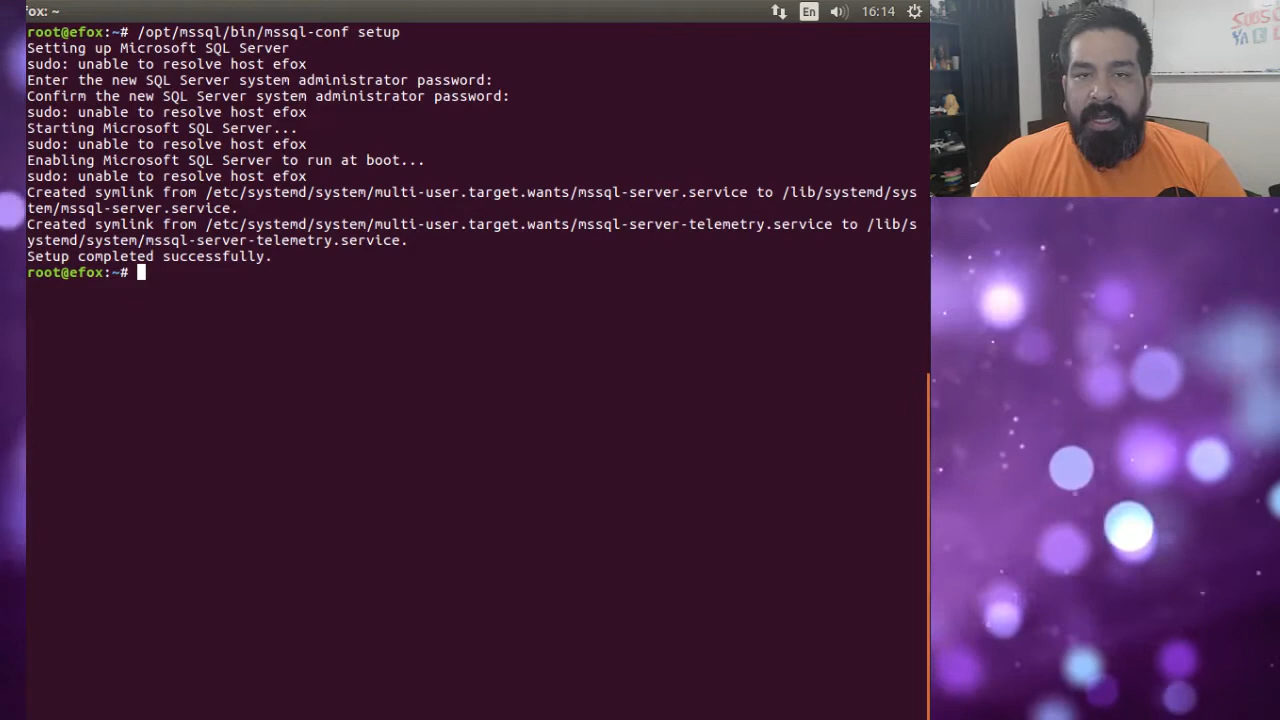 fox: ~
En
16:14
root@efox:~# /opt/mssql/bin/mssql-conf setup
Setting up Microsoft SQL Server
sudo: unable to resolve host efox
Enter the new SQL Server system administrator password:
Confirm the new SQL Server system administrator password:
sudo: unable to resolve host efox
Starting Microsoft SQL Server...
sudo: unable to resolve host efox
Enabling Microsoft SQL Server to run at boot...
sudo: unable to resolve host efox
Created symlink from /etc/systemd/system/multi-user.target.wants/mssql-server.service to /lib/systemd/sys
tem/mssql-server.service.
Created symlink from /etc/systemd/system/multi-user.target.wants/mssql-server-telemetry.service to /lib/s
ystemd/system/mssql-server-telemetry.service.
Setup completed successfully.
root@efox:~#
SUBS
YA